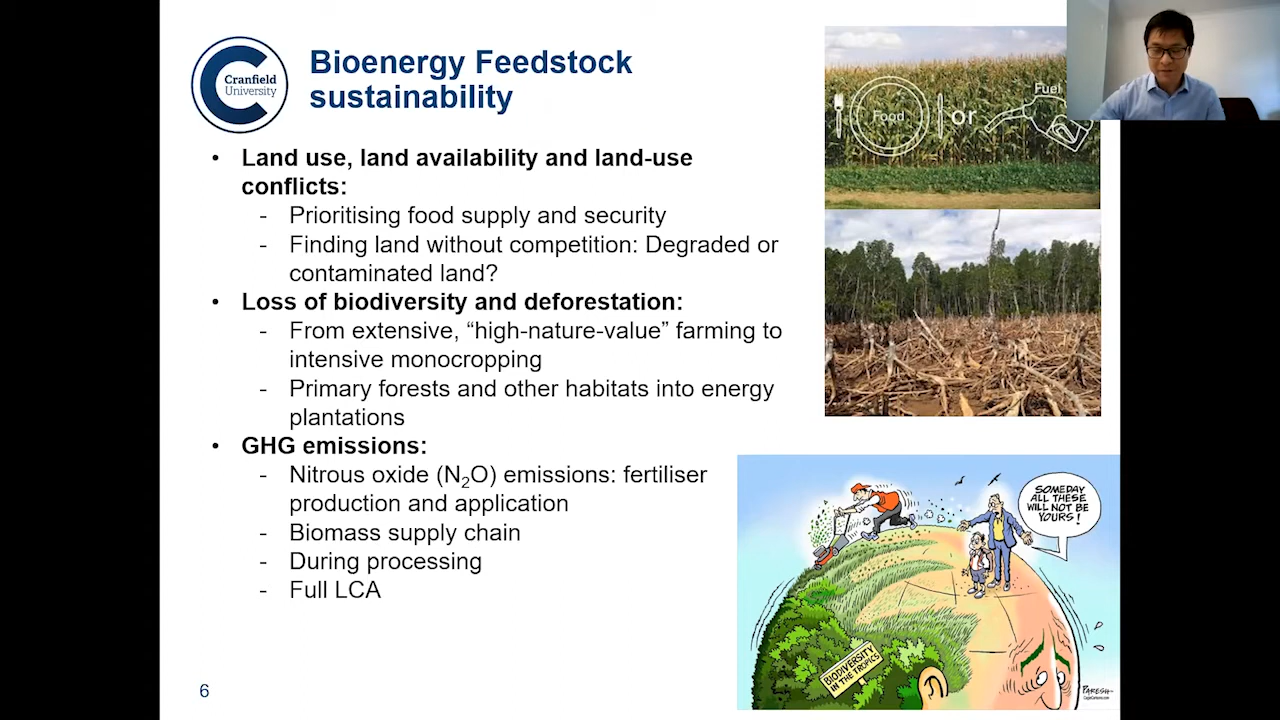 Cranfield
University
Bioenergy Feedstock
sustainability
• Land use, land availability and land-use
conflicts:
- Prioritising food supply and security
- Finding land without competition: Degraded or
contaminated land?
• Loss of biodiversity and deforestation:
- From extensive, “high-nature-value” farming to
intensive monocropping
- Primary forests and other habitats into energy
plantations
• GHG emissions:
- Nitrous oxide (N₂O) emissions: fertiliser
production and application
- Biomass supply chain
- During processing
- Full LCA
6
Food or Fuel
SOMEDAY
ALL THESE
WILL NOT BE
YOURS!
BIODIVERSITY
IN THE TROPICS
PARESH